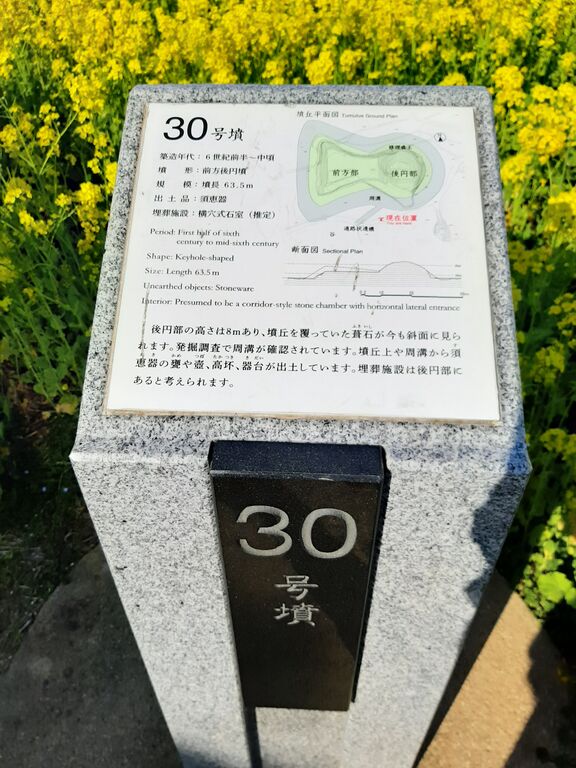 30号墳
築造年代：6世紀前半～中頃
墳　　形：前方後円墳
規　　模：墳長 63.5m
出 土 品：須恵器
埋葬施設：横穴式石室（推定）
Period: First half of sixth
century to mid-sixth century
Shape: Keyhole-shaped
Size: Length 63.5m
Unearthed objects: Stoneware
Interior: Presumed to be a corridor-style stone chamber with horizontal lateral entrance
墳丘平面図 Tumulus Ground Plan
前方部
後円部
周溝
現在位置
You are here
通路状遺構
断面図 Sectional Plan
後円部の高さは8mあり、墳丘を覆っていた葺石が今も斜面に見ら
れます。発掘調査で周溝が確認されています。墳丘上や周溝から須
恵器の甕や壺、高坏、器台が出土しています。埋葬施設は後円部に
あると考えられます。
30
号
墳